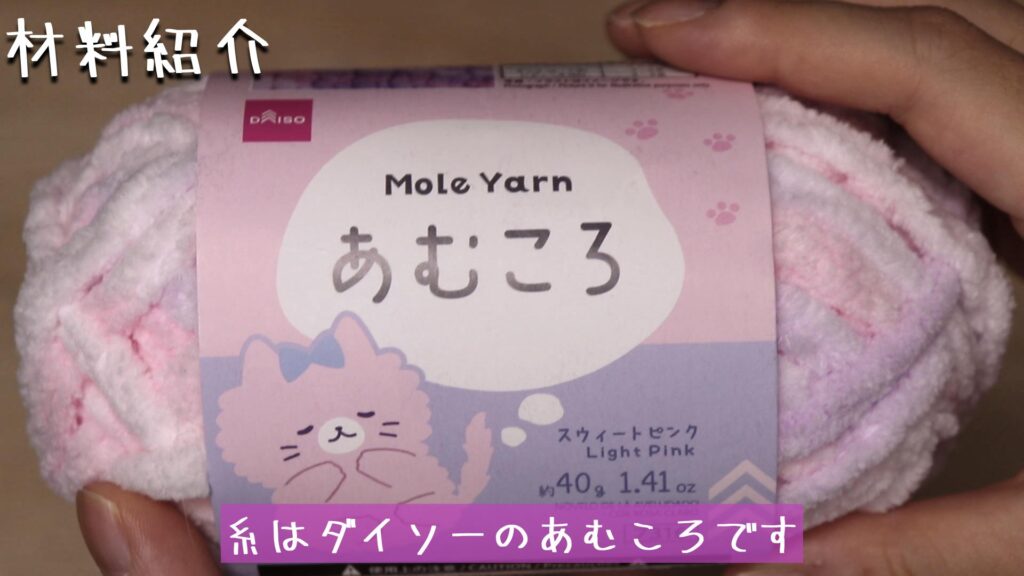 材料紹介
DAISO
Mole Yarn
あむころ
スウィートピンク
Light Pink
約40g 1.41oz
糸はダイソーのあむころです